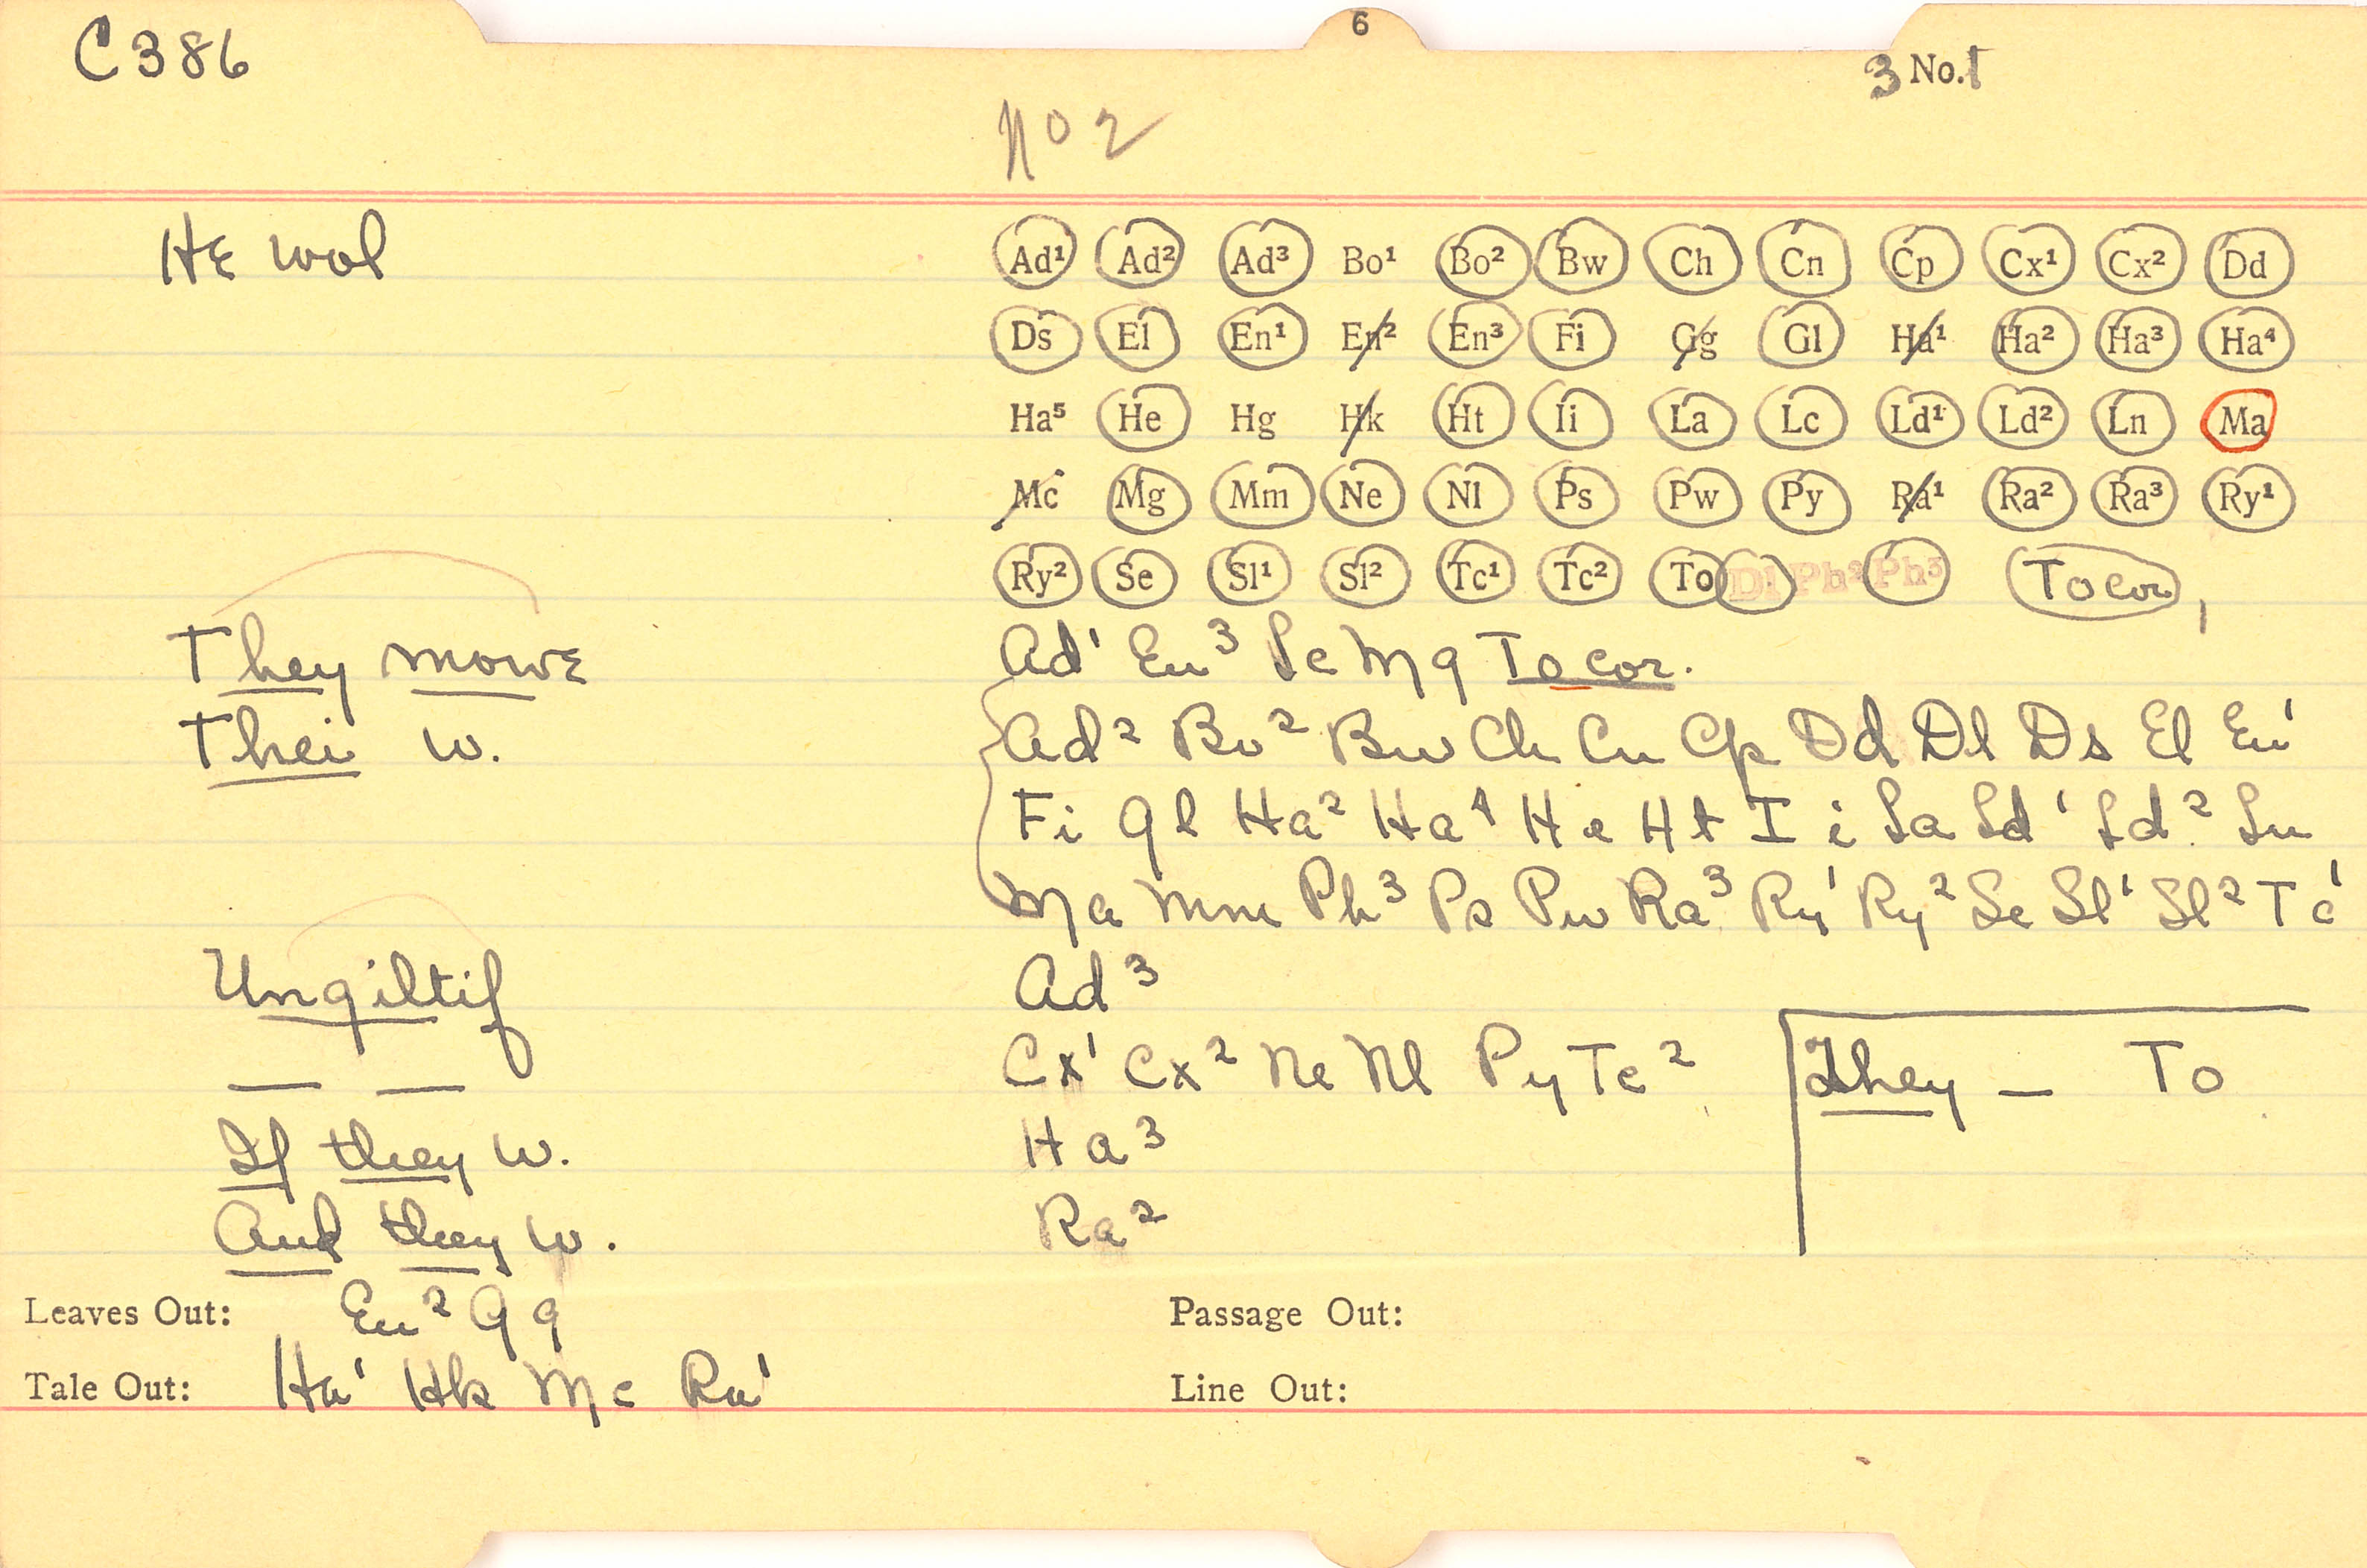 C 386
6
3 No. 1
No 2
He wol
Ad¹ Ad² Ad³ Bo¹ Bo² Bw Ch Cn Cp Cx¹ Cx² Dd
Ds El En¹ En² En³ Fi Gg Gl Ha¹ Ha² Ha³ Ha⁴
Ha⁵ He Hg Hk Ht Ii La Lc Ld¹ Ld² Ln Ma
Mc Mg Mm Ne Nl Ps Pw Py Ra¹ Ra² Ra³ Ry¹
Ry² Se Sl¹ Sl² Tc¹ Tc² To Dl Ph² Ph³ To cor,
They mowe Ad¹ En³ Lc Mg To cor.
Thei w. Ad² Bo² Bw Ch Cn Cp Dd Dl Ds El En¹
Fi Gl Ha² Ha⁴ He Ht Ii La Ld¹ Ld² Ln
Ma Mm Ph³ Ps Pw Ra³ Ry¹ Ry² Se Sl¹ Sl² Tc¹
Ungiltif Ad³
— — Cx¹ Cx² Ne Nl Py Tc² They — To
If they w. Ha³
And they w. Ra²
Leaves Out: En² Gg Passage Out:
Tale Out: Ha¹ Hk Mc Ra¹ Line Out: